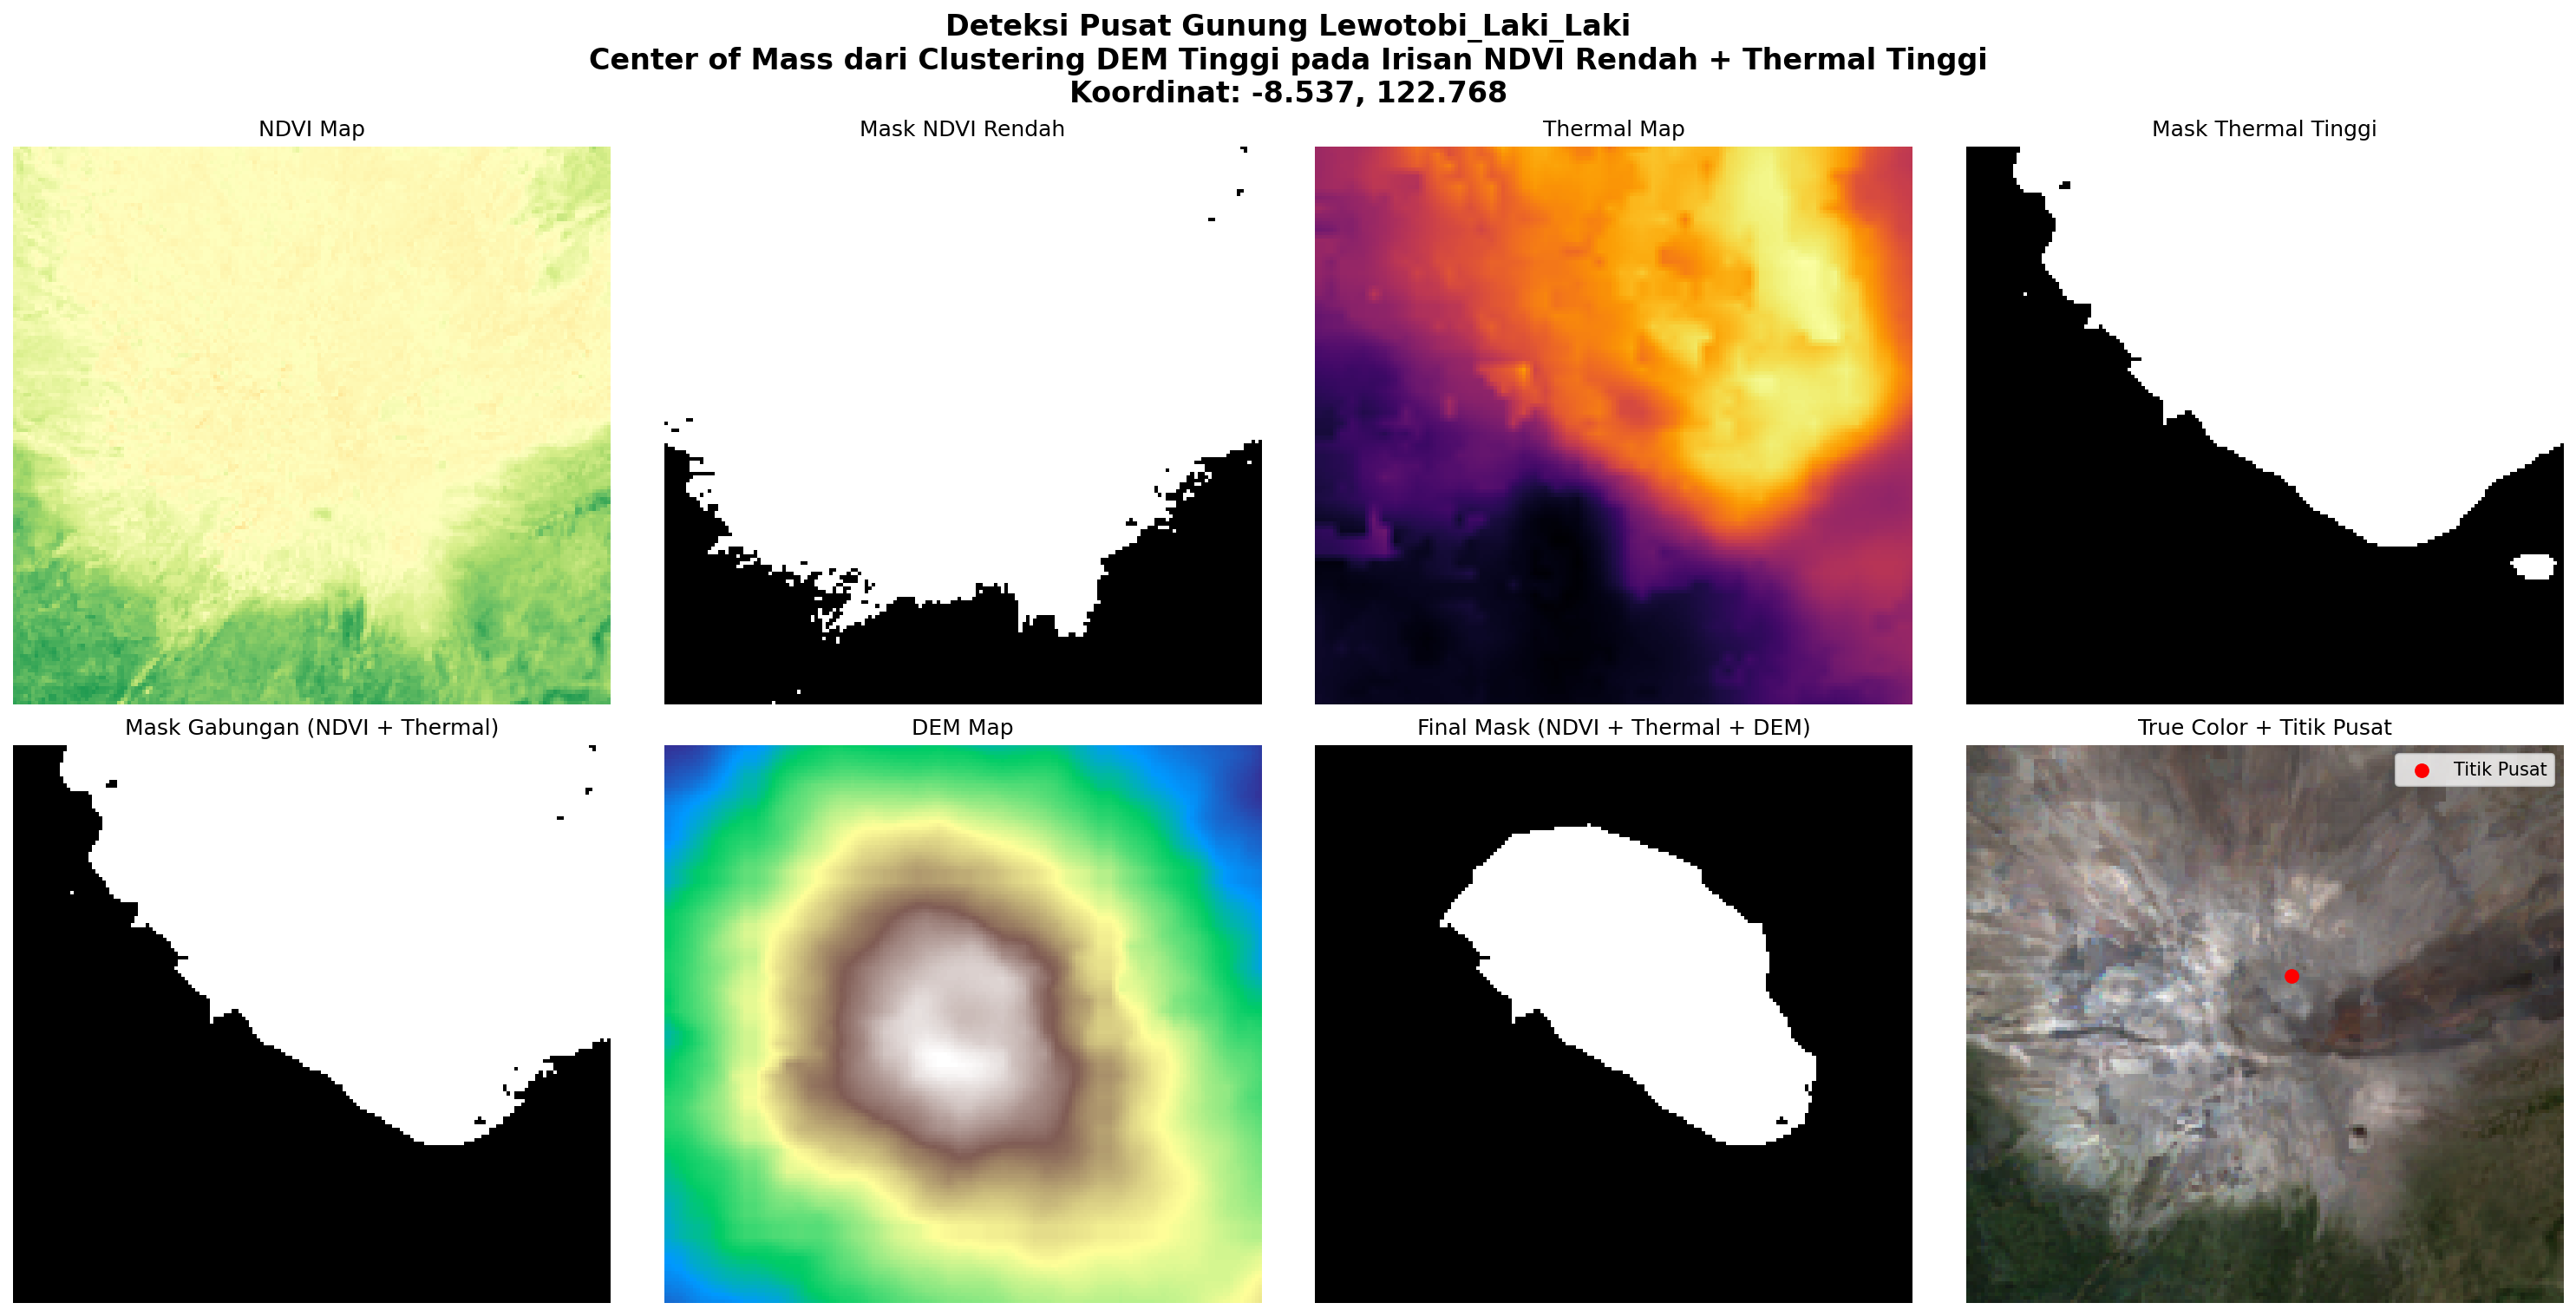 Deteksi Pusat Gunung Lewotobi_Laki_Laki
Center of Mass dari Clustering DEM Tinggi pada Irisan NDVI Rendah + Thermal Tinggi
Koordinat: -8.537, 122.768
NDVI Map
Mask NDVI Rendah
Thermal Map
Mask Thermal Tinggi
Mask Gabungan (NDVI + Thermal)
DEM Map
Final Mask (NDVI + Thermal + DEM)
True Color + Titik Pusat
Titik Pusat